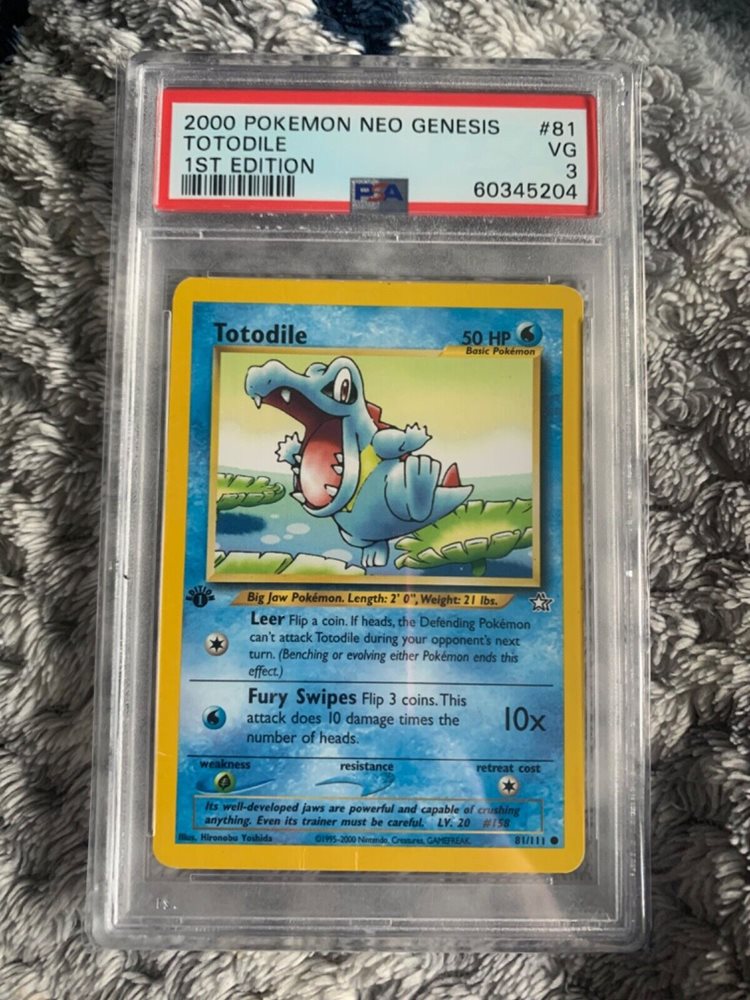 2000 POKEMON NEO GENESIS #81
TOTODILE VG
1ST EDITION 3
PSA 60345204
Totodile 50 HP
Basic Pokémon
EDITION 1
Big Jaw Pokémon. Length: 2' 0", Weight: 21 lbs.
Leer Flip a coin. If heads, the Defending Pokémon
can't attack Totodile during your opponent's next
turn. (Benching or evolving either Pokémon ends this
effect.)
Fury Swipes Flip 3 coins. This
attack does 10 damage times the
number of heads.
10x
weakness resistance retreat cost
Its well-developed jaws are powerful and capable of crushing
anything. Even its trainer must be careful. LV. 20 #158
Illus. Hironobu Yoshida ©1995-2000 Nintendo, Creatures, GAMEFREAK. 81/111